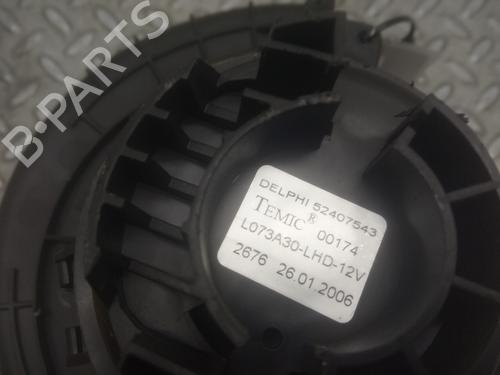 B-PARTS
DELPHI 52407543
TEMIC® 00174
L073A30-LHD-12V
2676 26.01.2006